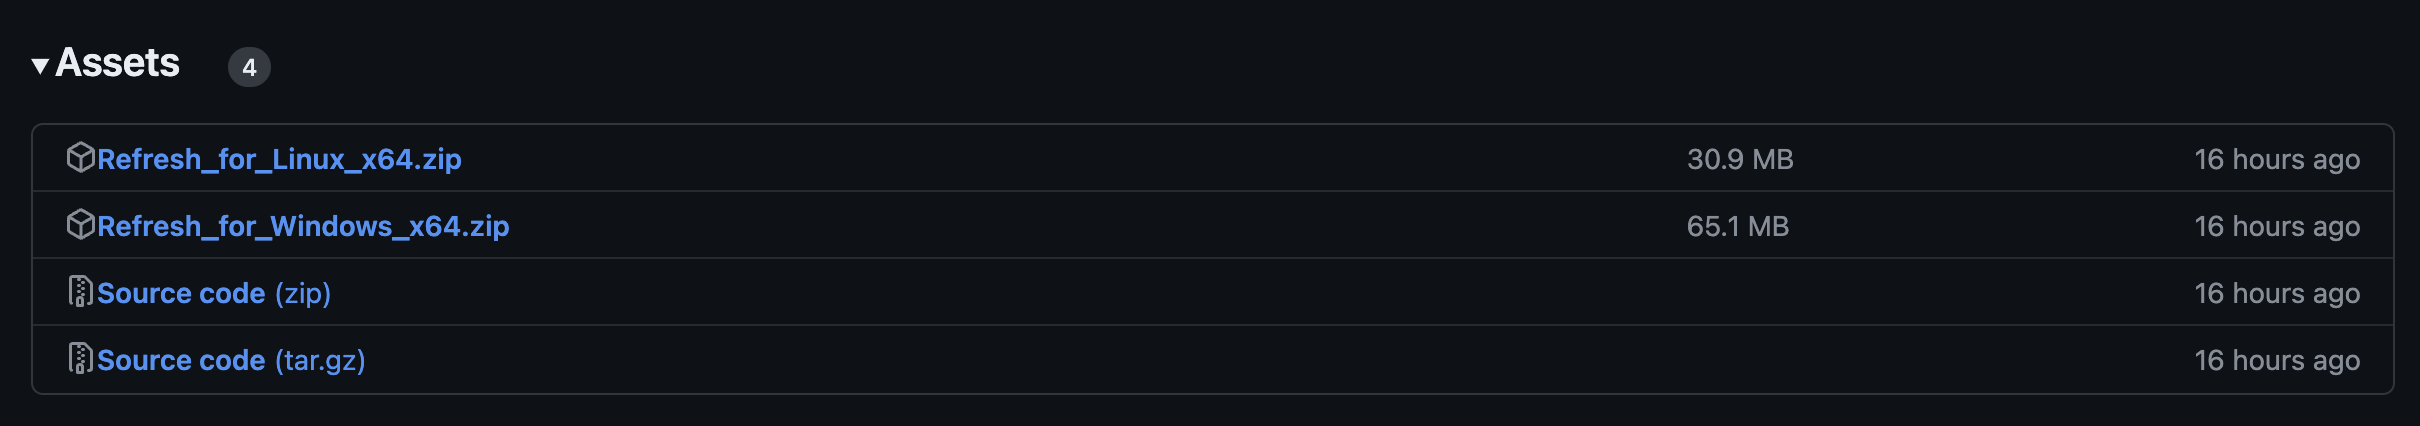 Assets 4
Refresh_for_Linux_x64.zip 30.9 MB 16 hours ago
Refresh_for_Windows_x64.zip 65.1 MB 16 hours ago
Source code (zip) 16 hours ago
Source code (tar.gz) 16 hours ago